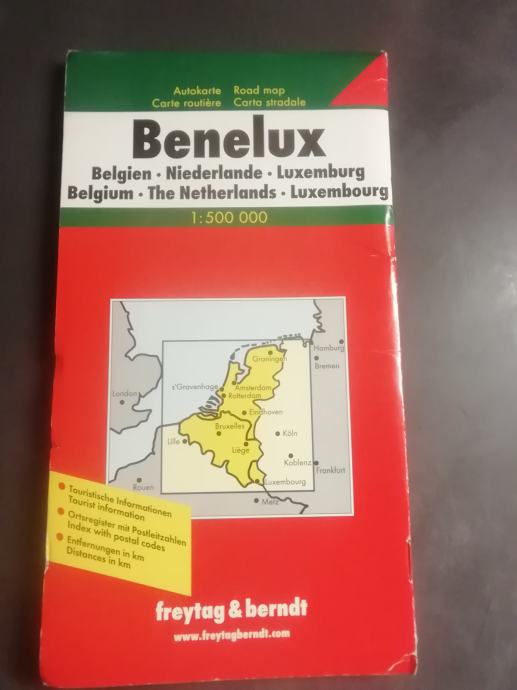 Autokarte Road map
Carte routière Carta stradale
Benelux
Belgien · Niederlande · Luxemburg
Belgium · The Netherlands · Luxembourg
1:500 000
Hamburg
Groningen
Bremen
s'Gravenhage
Amsterdam
London
Rotterdam
Eindhoven
Bruxelles
Köln
Lille
Liège
Koblenz
Frankfurt
Luxembourg
Rouen
Metz
Touristische Informationen
Tourist information
Ortsregister mit Postleitzahlen
Index with postal codes
Entfernungen in km
Distances in km
freytag & berndt
www.freytagberndt.com